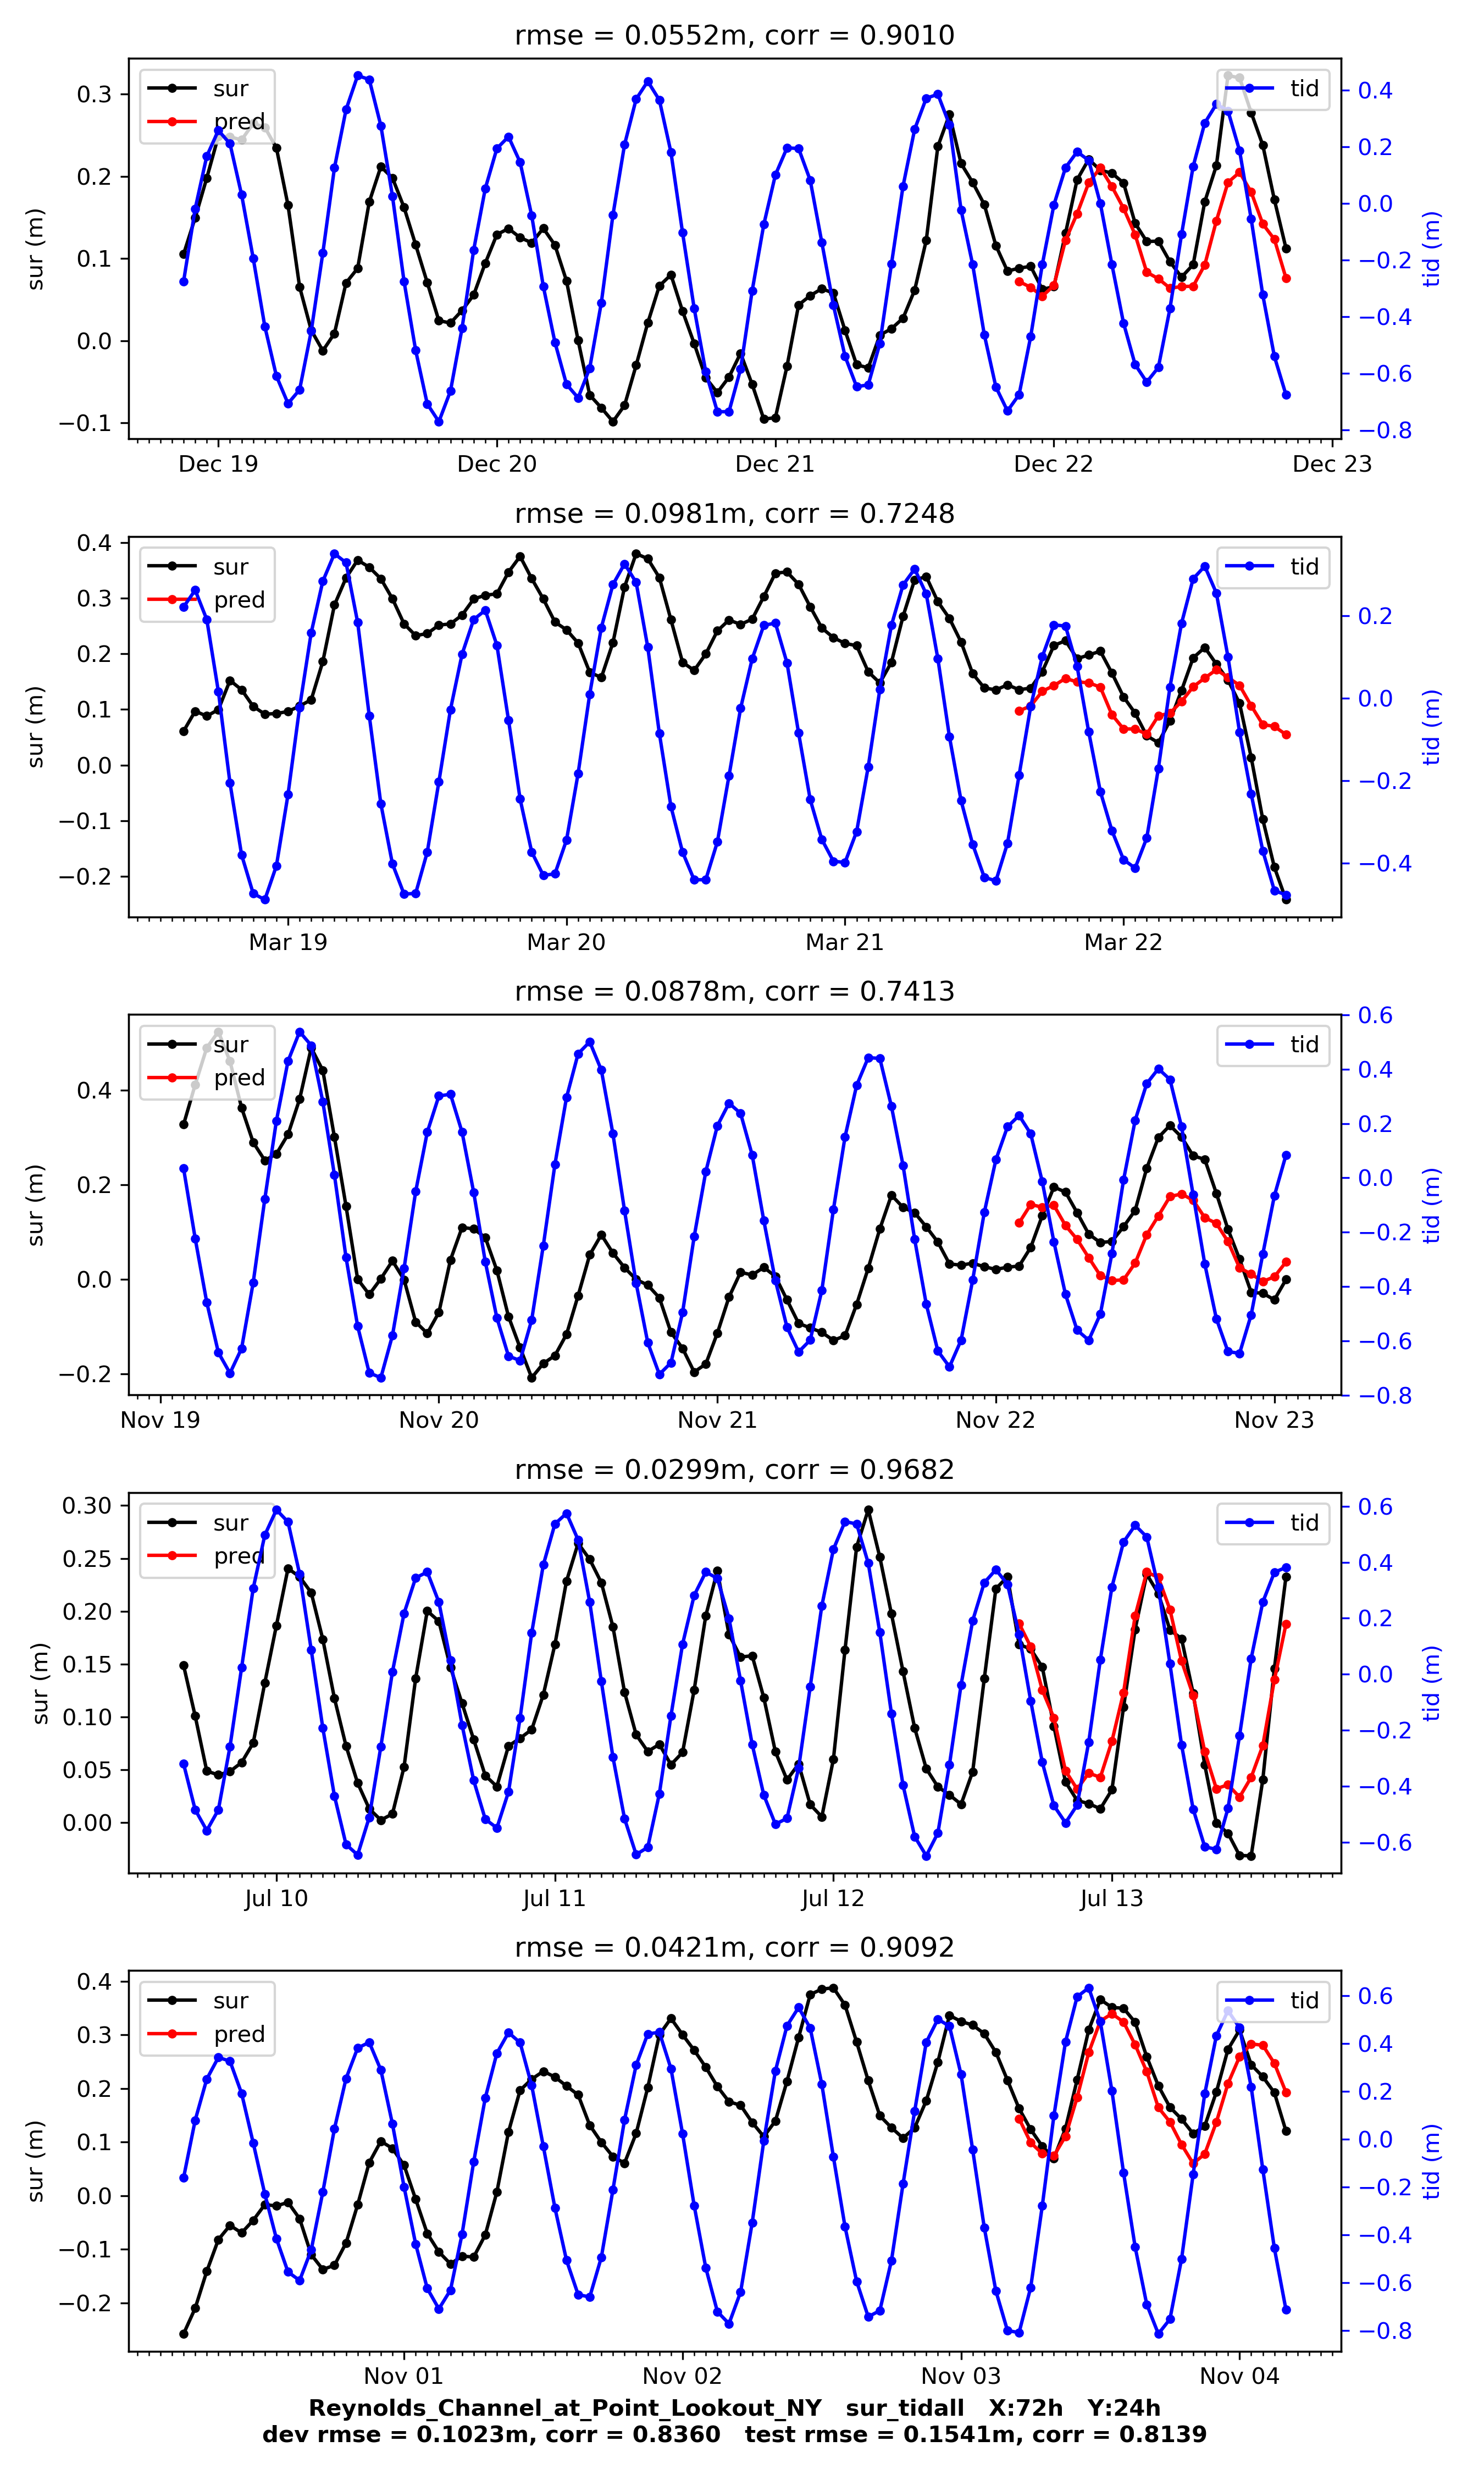 rmse = 0.0552m, corr = 0.9010
sur
pred
tid
0.3
0.2
0.1
0.0
−0.1
sur (m)
0.4
0.2
0.0
−0.2
−0.4
−0.6
−0.8
tid (m)
Dec 19 Dec 20 Dec 21 Dec 22 Dec 23
rmse = 0.0981m, corr = 0.7248
sur
pred
tid
0.4
0.3
0.2
0.1
0.0
−0.1
−0.2
sur (m)
0.2
0.0
−0.2
−0.4
tid (m)
Mar 19 Mar 20 Mar 21 Mar 22
rmse = 0.0878m, corr = 0.7413
sur
pred
tid
0.4
0.2
0.0
−0.2
sur (m)
0.6
0.4
0.2
0.0
−0.2
−0.4
−0.6
−0.8
tid (m)
Nov 19 Nov 20 Nov 21 Nov 22 Nov 23
rmse = 0.0299m, corr = 0.9682
sur
pred
tid
0.30
0.25
0.20
0.15
0.10
0.05
0.00
sur (m)
0.6
0.4
0.2
0.0
−0.2
−0.4
−0.6
tid (m)
Jul 10 Jul 11 Jul 12 Jul 13
rmse = 0.0421m, corr = 0.9092
sur
pred
tid
0.4
0.3
0.2
0.1
0.0
−0.1
−0.2
sur (m)
0.6
0.4
0.2
0.0
−0.2
−0.4
−0.6
−0.8
tid (m)
Nov 01 Nov 02 Nov 03 Nov 04
Reynolds_Channel_at_Point_Lookout_NY sur_tidall X:72h Y:24h
dev rmse = 0.1023m, corr = 0.8360 test rmse = 0.1541m, corr = 0.8139